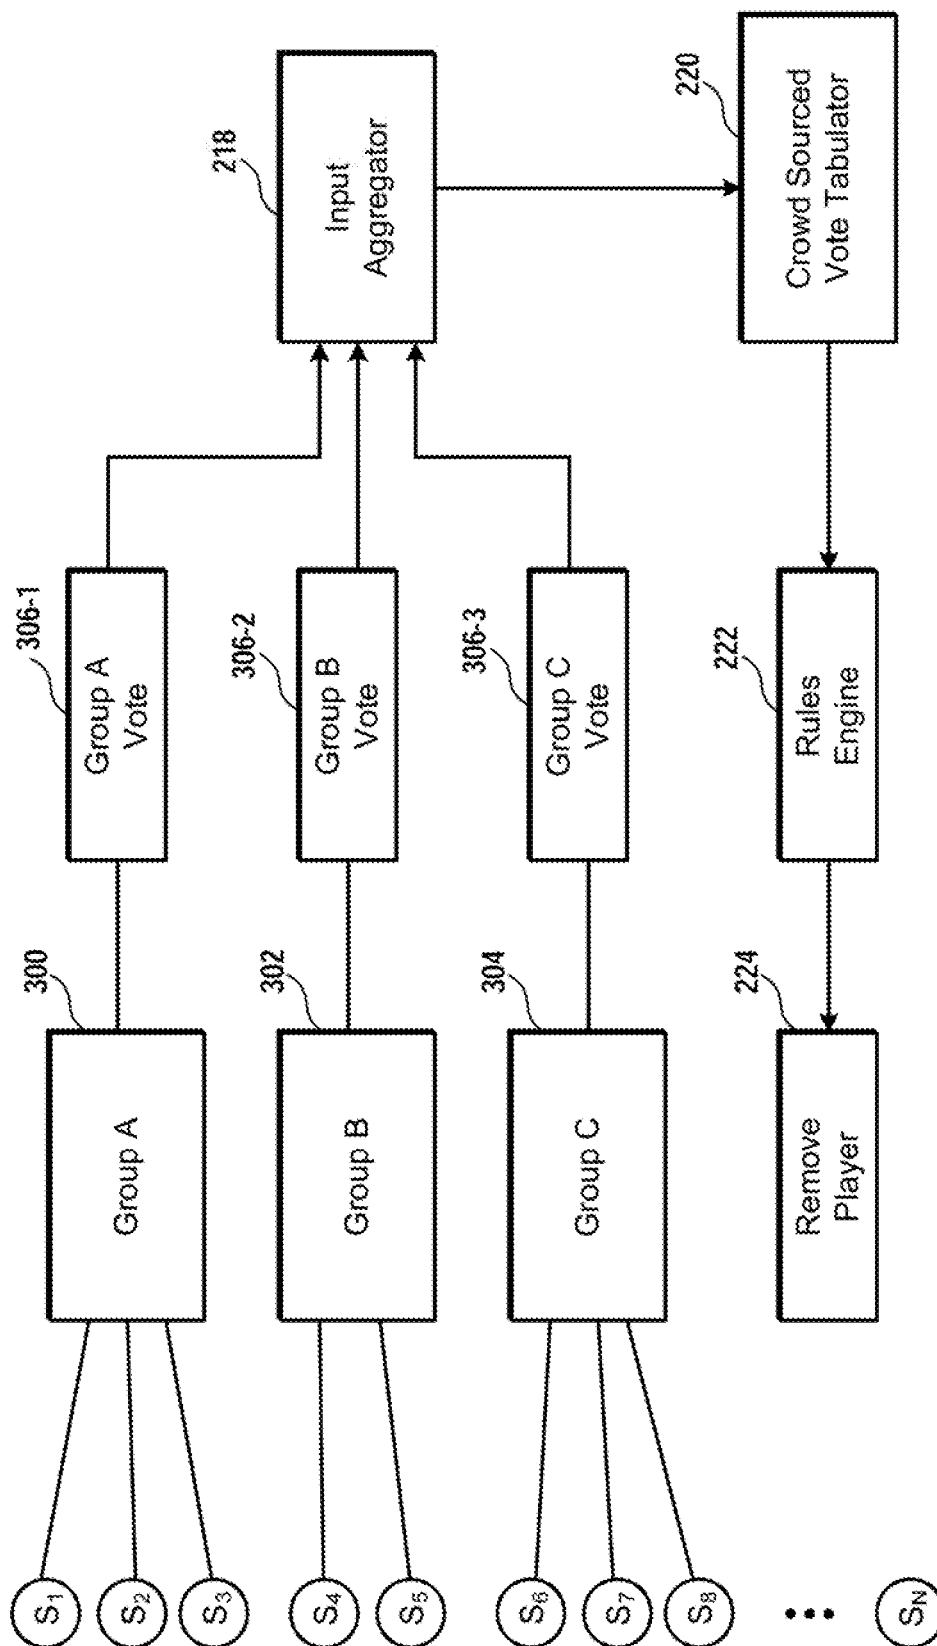 S1
S2
S3
S4
S5
S6
S7
S8
SN
300
Group A
302
Group B
304
Group C
224
Remove
Player
306-1
Group A
Vote
306-2
Group B
Vote
306-3
Group C
Vote
222
Rules
Engine
218
Input
Aggregator
220
Crowd Sourced
Vote Tabulator